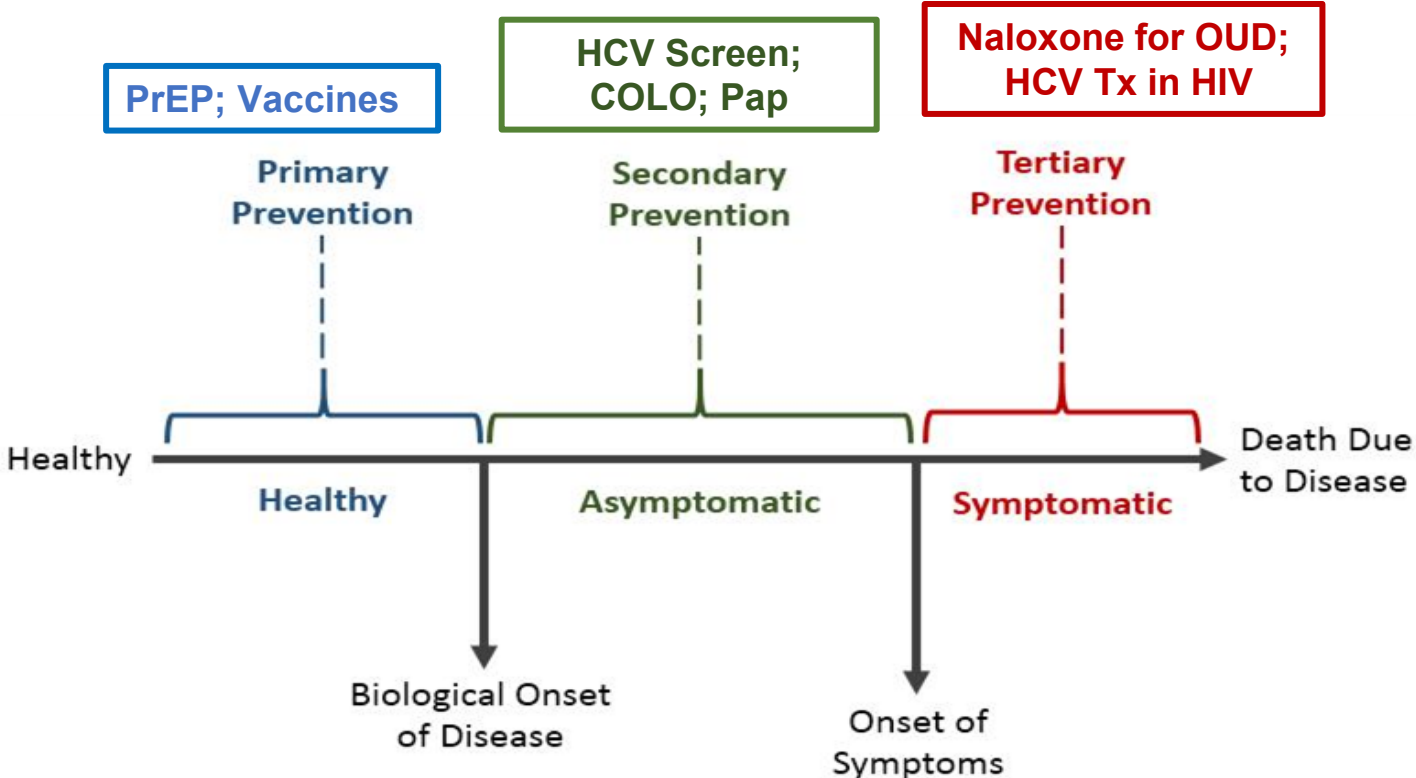 PrEP; Vaccines
HCV Screen;
COLO; Pap
Naloxone for OUD;
HCV Tx in HIV
Primary
Prevention
Secondary
Prevention
Tertiary
Prevention
Healthy
Death Due
to Disease
Healthy
Asymptomatic
Symptomatic
Biological Onset
of Disease
Onset of
Symptoms